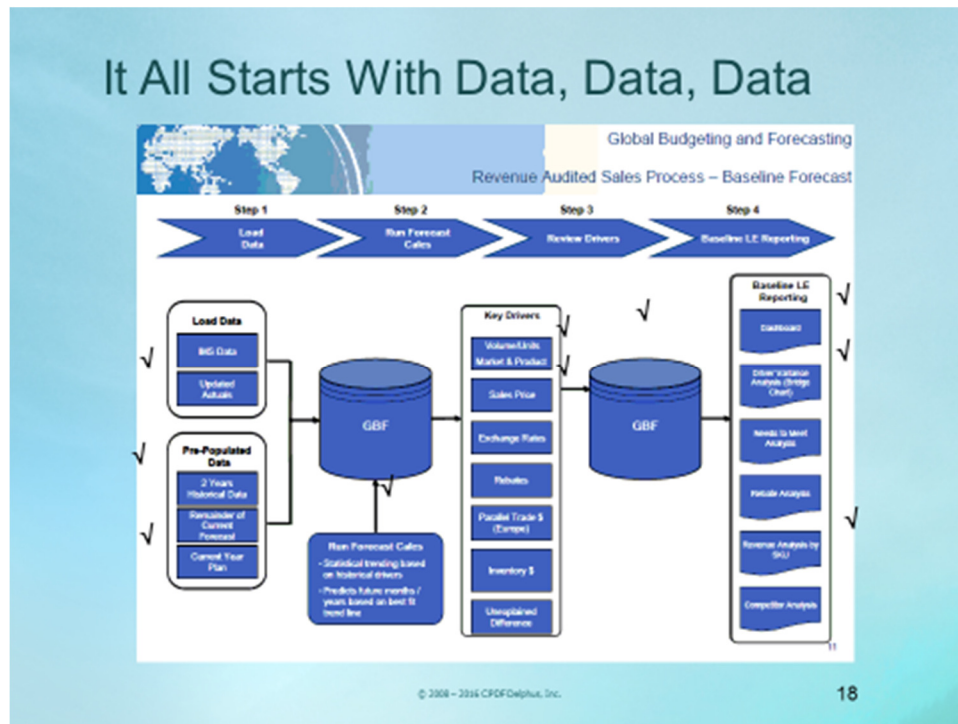 It All Starts With Data, Data, Data
Global Budgeting and Forecasting
Revenue Audited Sales Process – Baseline Forecast
Step 1
Step 2
Step 3
Step 4
Load
Data
Run Forecast
Calcs
Review Drivers
Baseline LE Reporting
Load Data
IMS Data
Updated
Actuals
Pre-Populated
Data
2 Years
Historical Data
Remainder of
Current
Forecast
Current Year
Plan
GBF
Run Forecast Calcs
- Statistical trending based
on historical drivers
- Predicts future months /
years based on best fit
trend line
Key Drivers
Volume/Units
Market & Product
Sales Price
Exchange Rates
Rebates
Parallel Trade $
(Europe)
Inventory $
Unexplained
Difference
GBF
Baseline LE
Reporting
Dashboard
Driver Variance
Analysis (Bridge
Chart)
Needs to Meet
Analysis
Rebate Analysis
Revenue Analysis by
SKU
Competitor Analysis
11
© 2008 – 2016 CPDFDelphus, Inc.
18